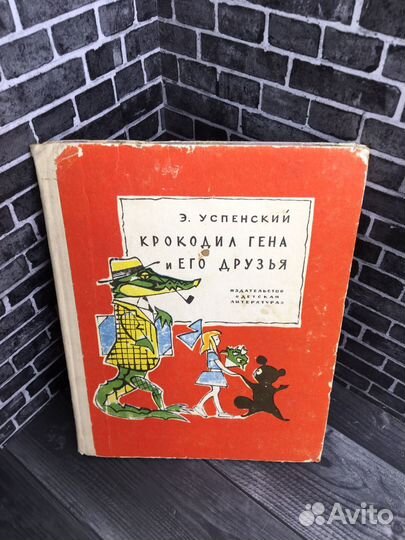 Э. УСПЕНСКИЙ
КРОКОДИЛ ГЕНА
И ЕГО ДРУЗЬЯ
ИЗДАТЕЛЬСТВО
«ДЕТСКАЯ
ЛИТЕРАТУРА»
Avito